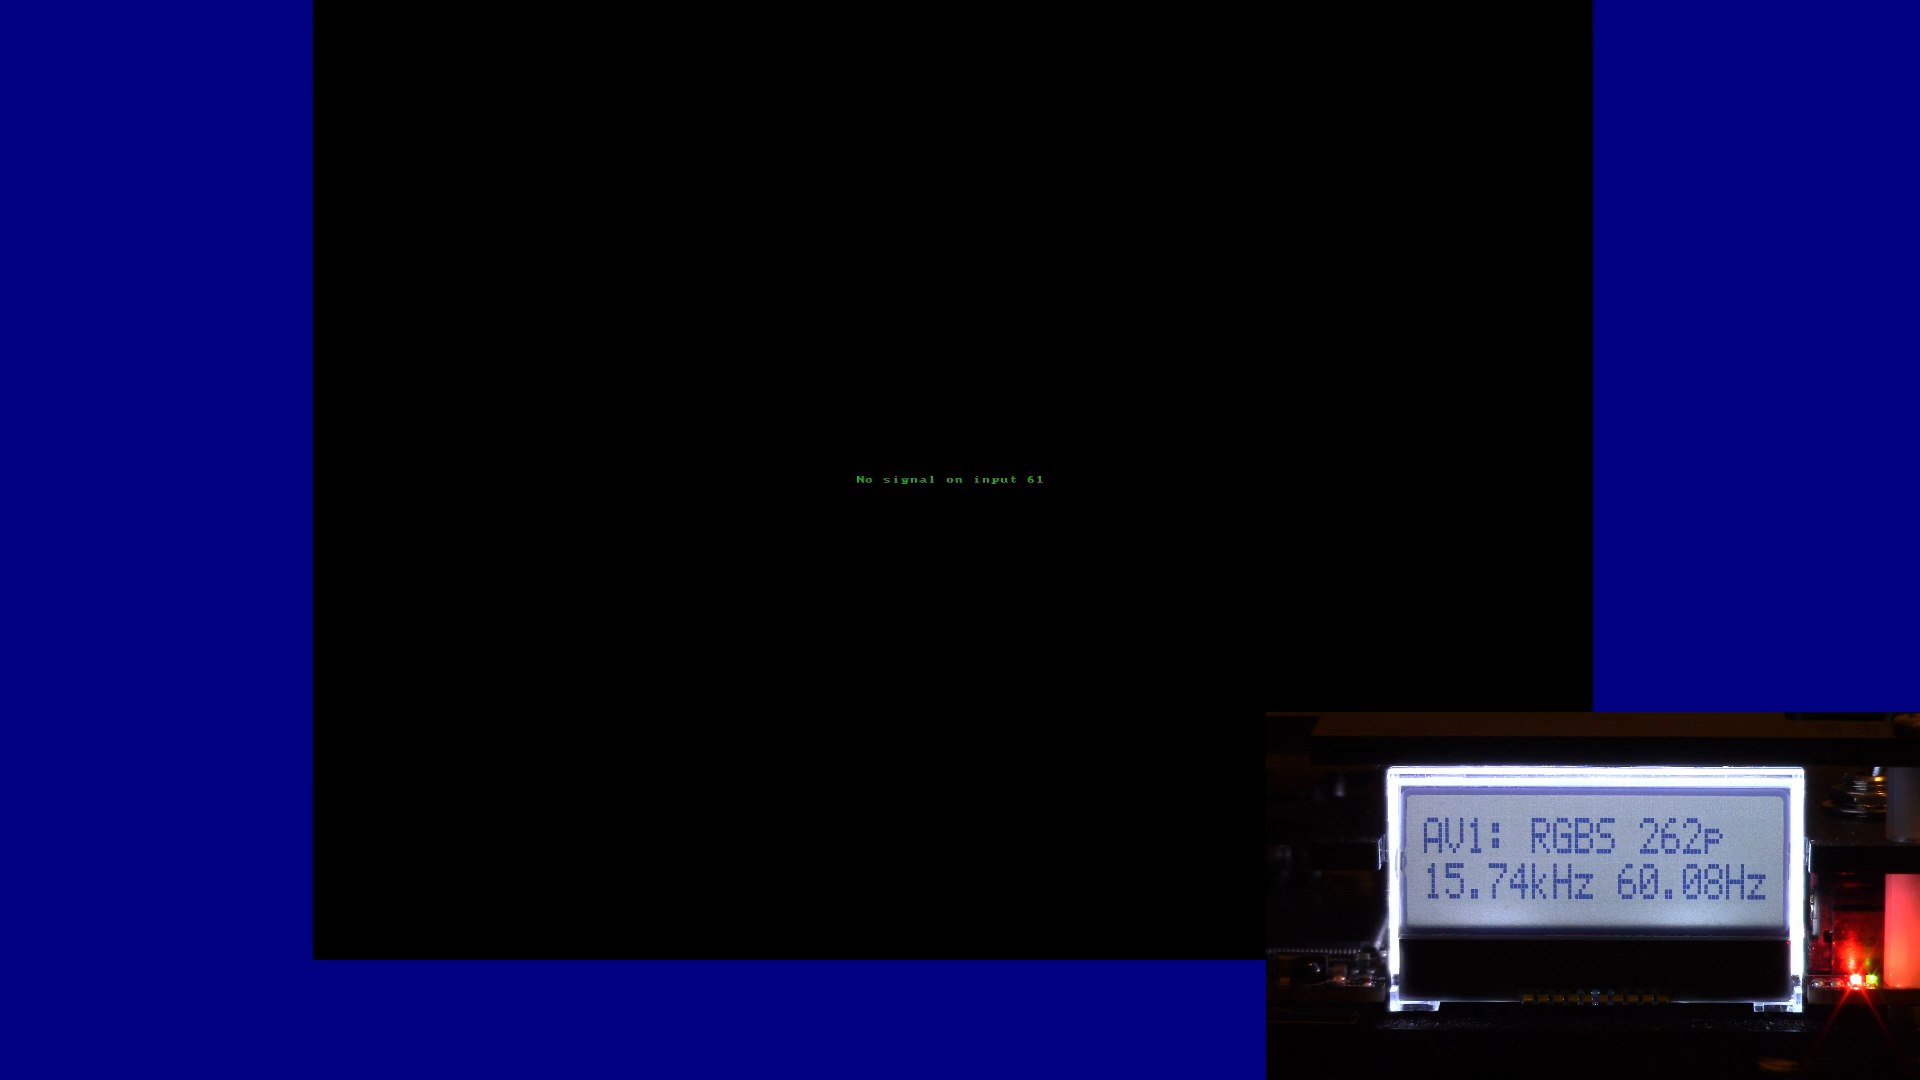 No signal on input 61
AV1: RGBS 262p
15.74kHz 60.08Hz